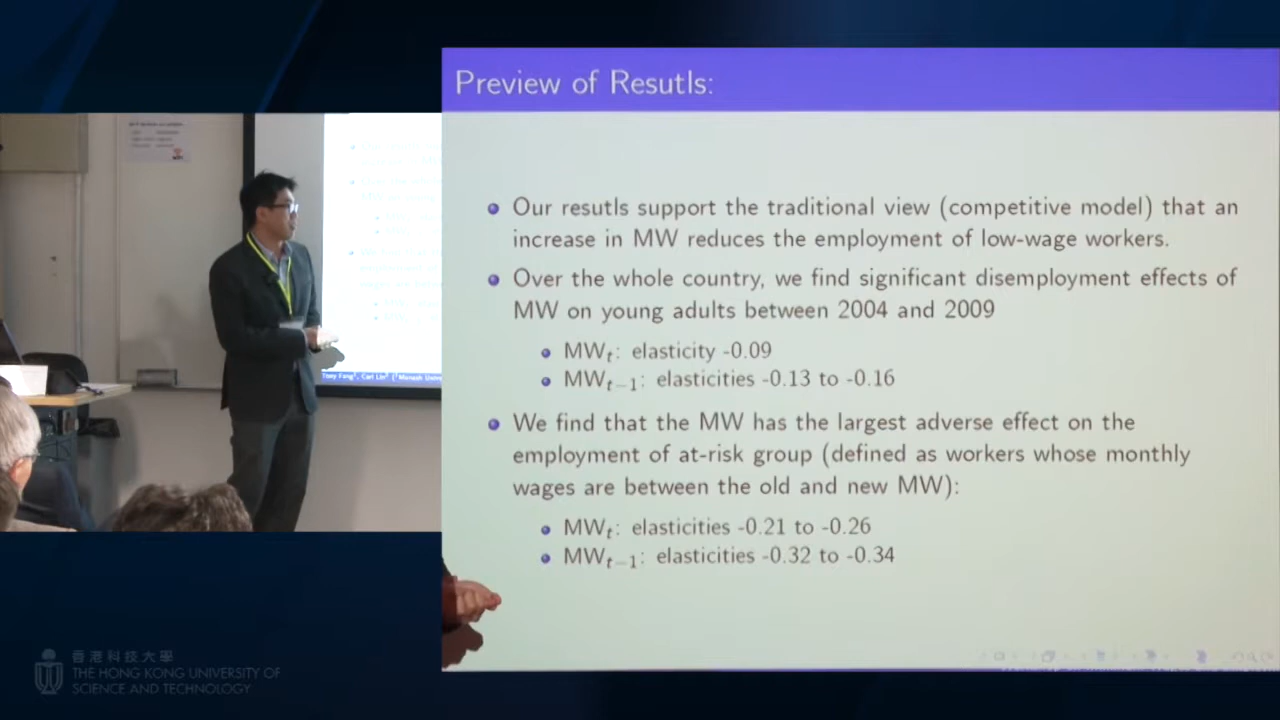 Preview of Resutls:
Our resutls support the traditional view (competitive model) that an
increase in MW reduces the employment of low-wage workers.
Over the whole country, we find significant disemployment effects of
MW on young adults between 2004 and 2009
MWt: elasticity -0.09
MWt−1: elasticities -0.13 to -0.16
We find that the MW has the largest adverse effect on the
employment of at-risk group (defined as workers whose monthly
wages are between the old and new MW):
MWt: elasticities -0.21 to -0.26
MWt−1: elasticities -0.32 to -0.34
香港科技大學
THE HONG KONG UNIVERSITY OF
SCIENCE AND TECHNOLOGY